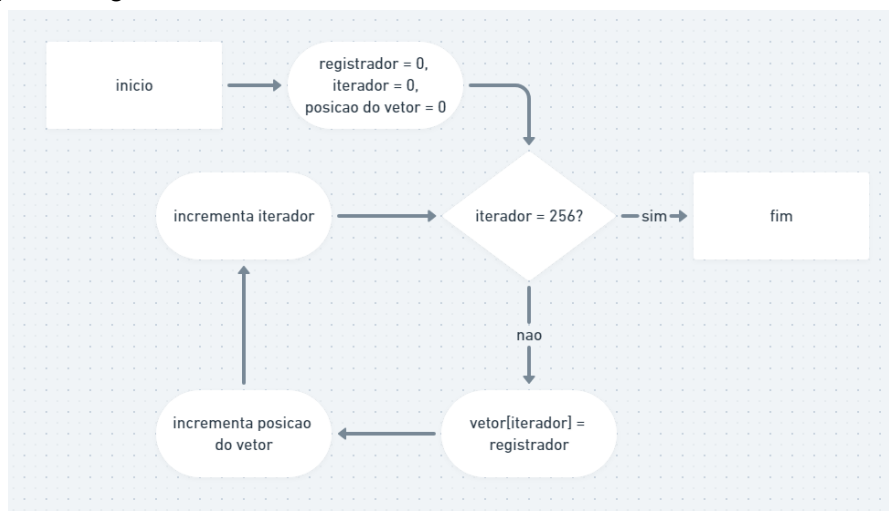 inicio
registrador = 0,
iterador = 0,
posicao do vetor = 0
incrementa iterador
iterador = 256?
sim
fim
nao
incrementa posicao
do vetor
vetor[iterador] =
registrador